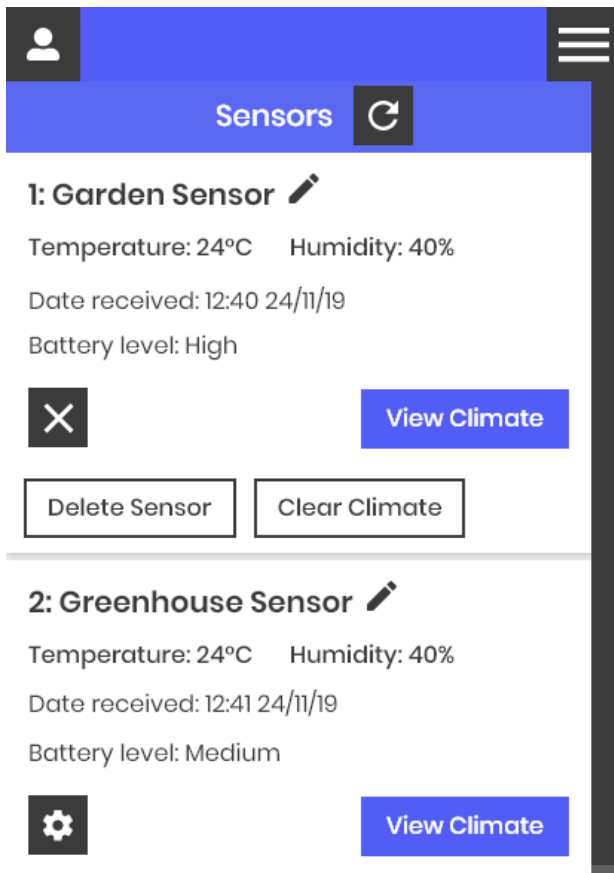 Sensors
1: Garden Sensor
Temperature: 24°C Humidity: 40%
Date received: 12:40 24/11/19
Battery level: High
View Climate
Delete Sensor Clear Climate
2: Greenhouse Sensor
Temperature: 24°C Humidity: 40%
Date received: 12:41 24/11/19
Battery level: Medium
View Climate